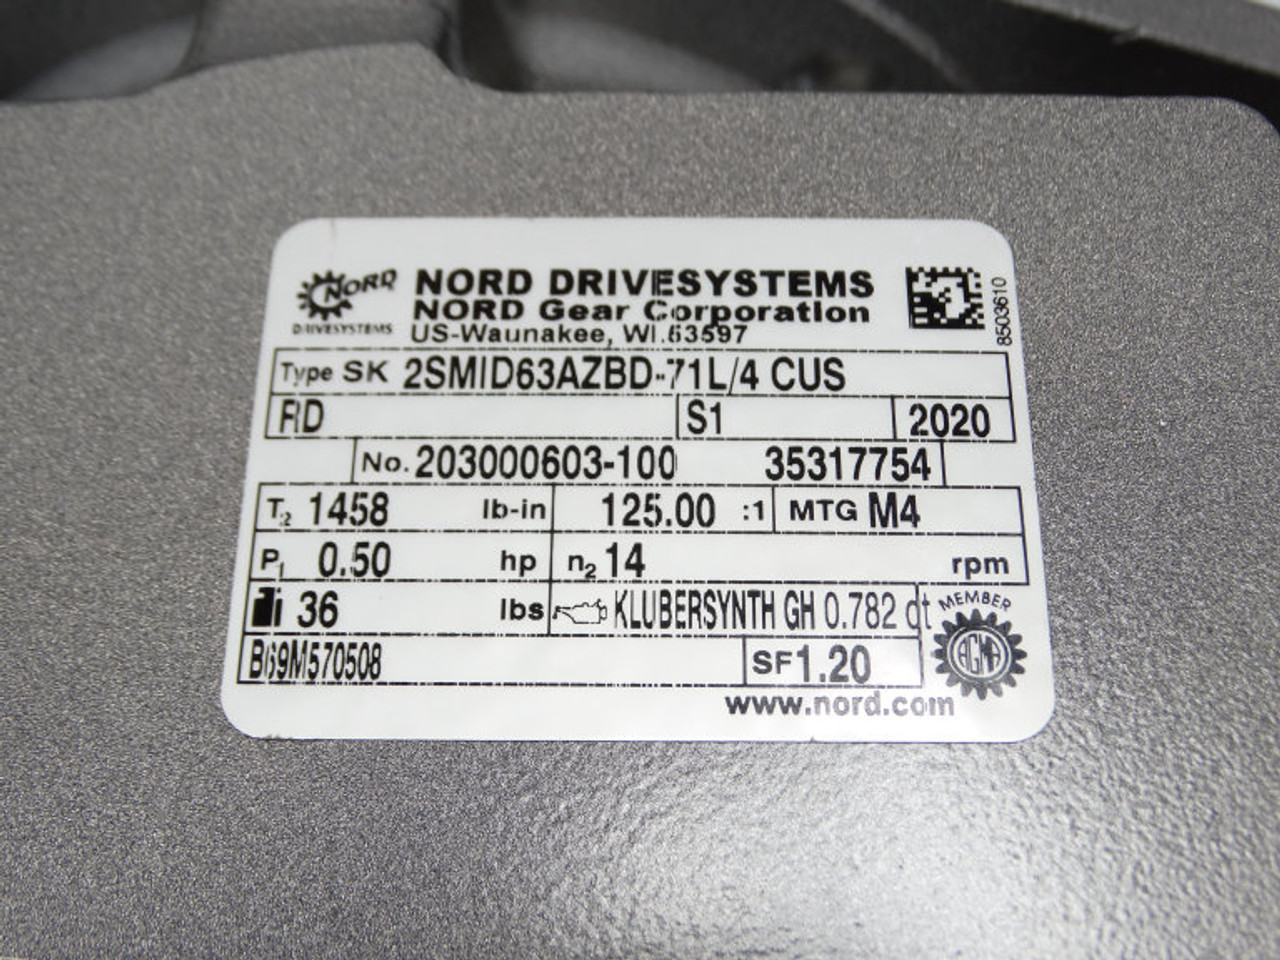 NORD
DRIVESYSTEMS
NORD DRIVESYSTEMS
NORD Gear Corporation
US-Waunakee, WI.53597
8503610
Type SK 2SMID63AZBD-71L/4 CUS
RD S1 2020
No. 203000603-100 35317754
T2 1458 lb-in 125.00 :1 MTG M4
P1 0.50 hp n2 14 rpm
36 lbs KLUBERSYNTH GH 0.782 qt
MEMBER
AGMA
B69M570508 SF 1.20
www.nord.com